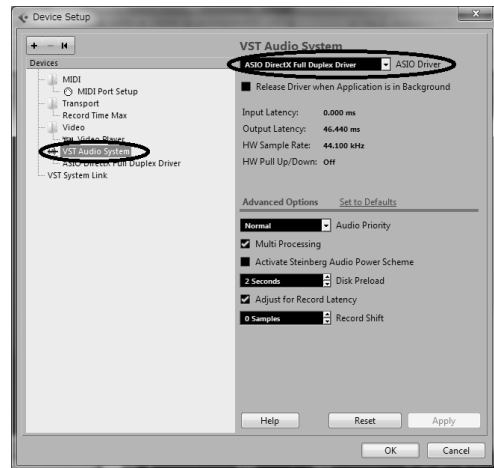 Device Setup
+ −
Devices
MIDI
MIDI Port Setup
Transport
Record Time Max
Video
Video Player
VST Audio System
ASIO DirectX Full Duplex Driver
VST System Link
VST Audio System
ASIO DirectX Full Duplex Driver ASIO Driver
Release Driver when Application is in Background
Input Latency: 0.000 ms
Output Latency: 46.440 ms
HW Sample Rate: 44.100 kHz
HW Pull Up/Down: Off
Advanced Options Set to Defaults
Normal Audio Priority
Multi Processing
Activate Steinberg Audio Power Scheme
2 Seconds Disk Preload
Adjust for Record Latency
0 Samples Record Shift
Help Reset Apply
OK Cancel